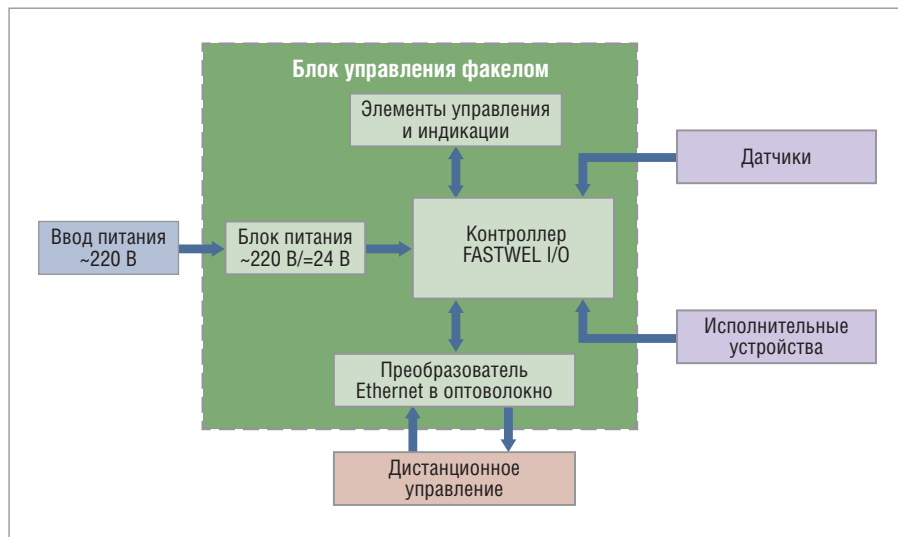 Блок управления факелом
Элементы управления
и индикации
Датчики
Ввод питания
~220 В
Блок питания
~220 В/=24 В
Контроллер
FASTWEL I/O
Исполнительные
устройства
Преобразователь
Ethernet в оптоволокно
Дистанционное
управление